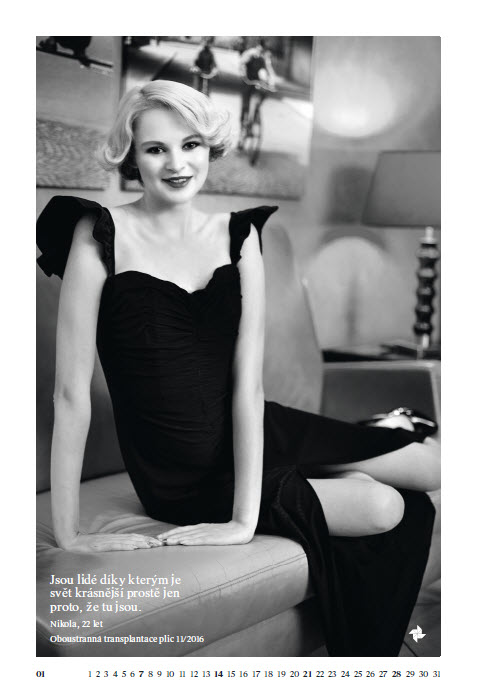 Jsou lidé díky kterým je
svět krásnější prostě jen
proto, že tu jsou.
Nikola, 22 let
Oboustranná transplantace plic 11/2016
01 1 2 3 4 5 6 7 8 9 10 11 12 13 14 15 16 17 18 19 20 21 22 23 24 25 26 27 28 29 30 31